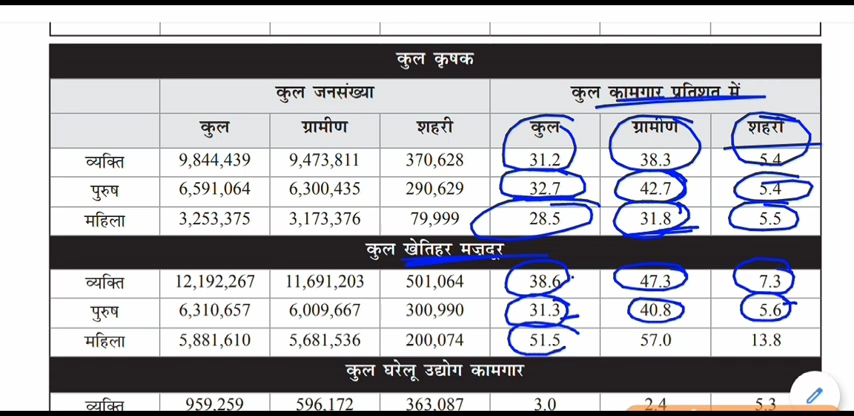 कुल कृषक
कुल जनसंख्या कुल कामगार प्रतिशत में
कुल ग्रामीण शहरी कुल ग्रामीण शहरी
व्यक्ति 9,844,439 9,473,811 370,628 31.2 38.3 5.4
पुरुष 6,591,064 6,300,435 290,629 32.7 42.7 5.4
महिला 3,253,375 3,173,376 79,999 28.5 31.8 5.5
कुल खेतिहर मज़दूर
व्यक्ति 12,192,267 11,691,203 501,064 38.6 47.3 7.3
पुरुष 6,310,657 6,009,667 300,990 31.3 40.8 5.6
महिला 5,881,610 5,681,536 200,074 51.5 57.0 13.8
कुल घरेलू उद्योग कामगार
व्यक्ति 959,259 596,172 363,087 3.0 2.4 5.3